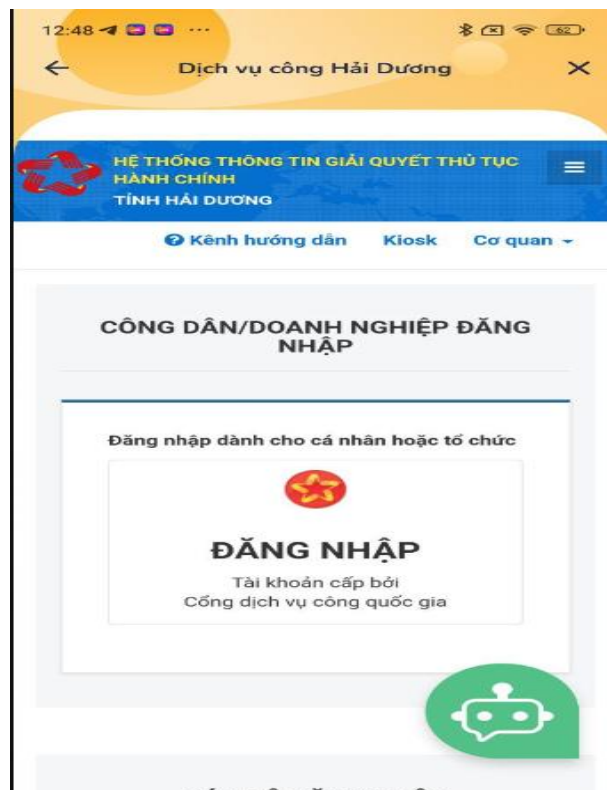 12:48
62
Dịch vụ công Hải Dương
HỆ THỐNG THÔNG TIN GIẢI QUYẾT THỦ TỤC
HÀNH CHÍNH
TỈNH HẢI DƯƠNG
Kênh hướng dẫn Kiosk Cơ quan
CÔNG DÂN/DOANH NGHIỆP ĐĂNG
NHẬP
Đăng nhập dành cho cá nhân hoặc tổ chức
ĐĂNG NHẬP
Tài khoản cấp bởi
Cổng dịch vụ công quốc gia